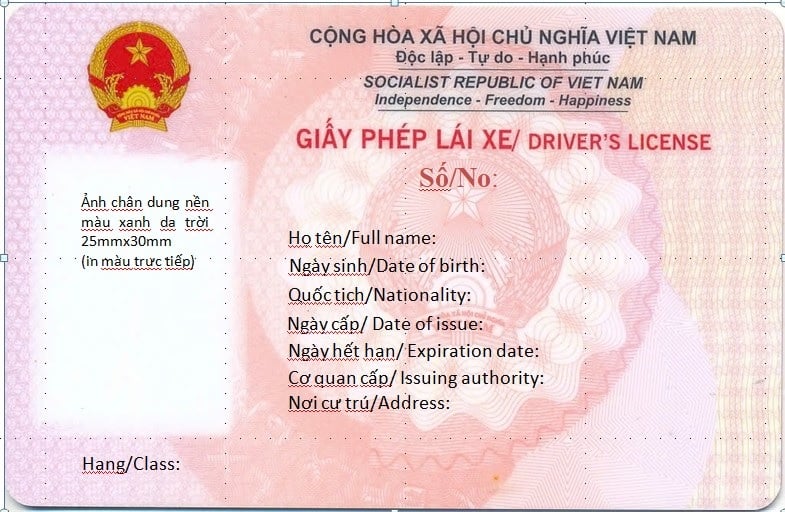 CỘNG HÒA XÃ HỘI CHỦ NGHĨA VIỆT NAM
Độc lập - Tự do - Hạnh phúc
SOCIALIST REPUBLIC OF VIET NAM
Independence - Freedom - Happiness
GIẤY PHÉP LÁI XE/ DRIVER'S LICENSE
Số/No:
VIỆT NAM
Ảnh chân dung nền
màu xanh da trời
25mmx30mm
(in màu trực tiếp)
Họ tên/Full name:
Ngày sinh/Date of birth:
Quốc tịch/Nationality:
Ngày cấp/ Date of issue:
Ngày hết hạn/ Expiration date:
Cơ quan cấp/ Issuing authority:
Nơi cư trú/Address:
Hạng/Class: